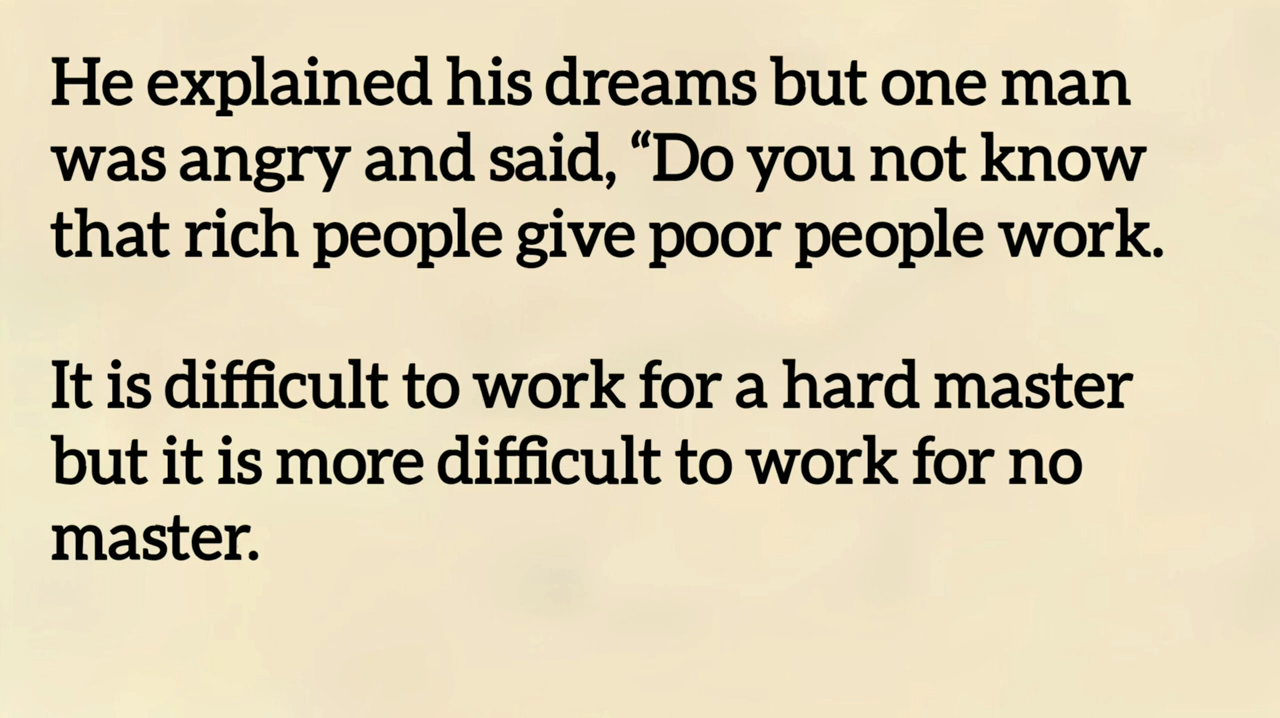 He explained his dreams but one man
was angry and said, “Do you not know
that rich people give poor people work.
It is difficult to work for a hard master
but it is more difficult to work for no
master.